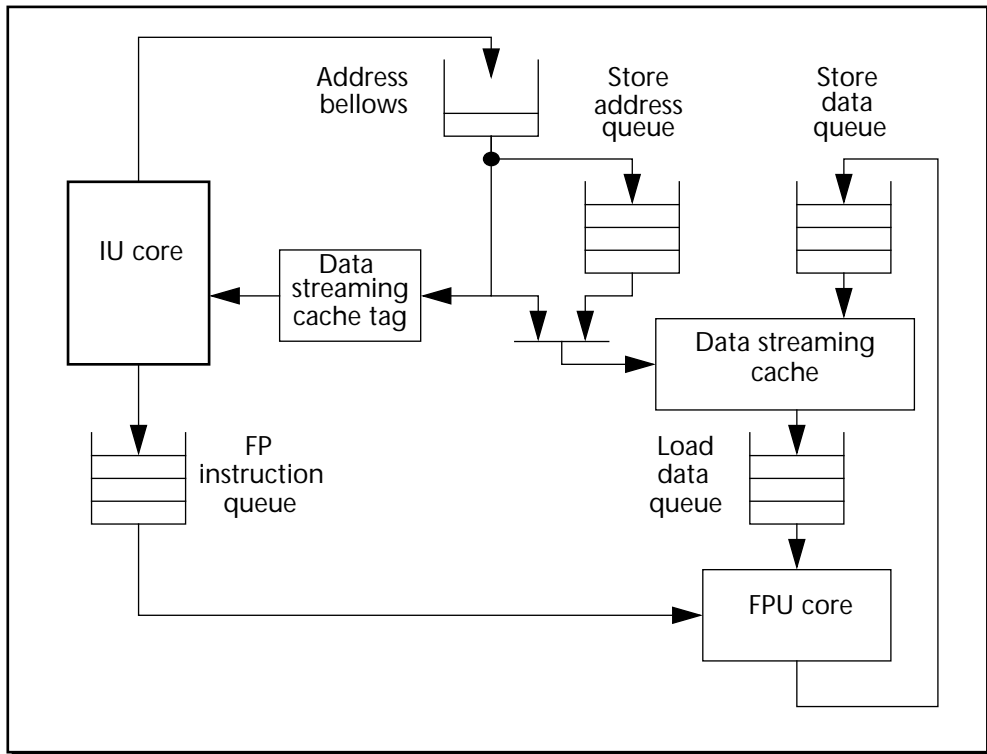 Address
bellows
Store
address
queue
Store
data
queue
IU core
Data
streaming
cache tag
Data streaming
cache
FP
instruction
queue
Load
data
queue
FPU core